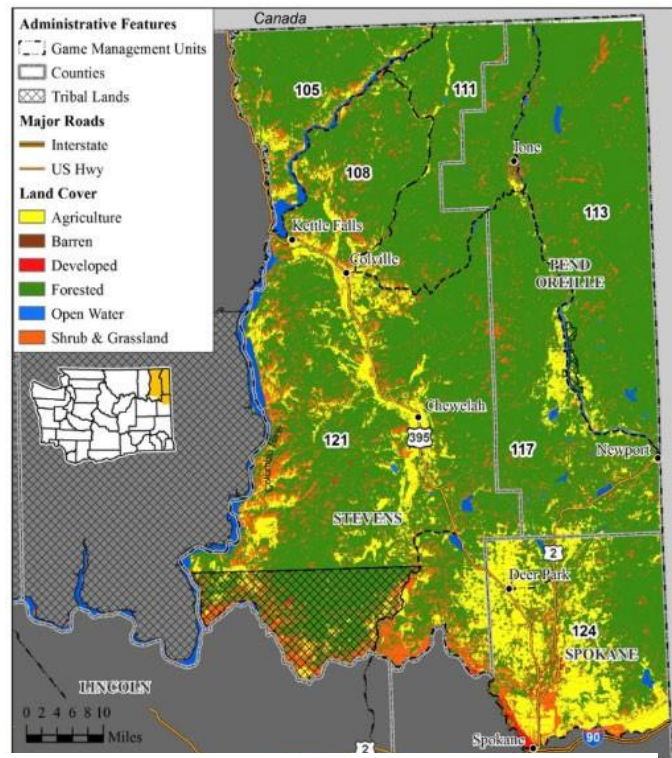 Canada
Administrative Features
Game Management Units
Counties
Tribal Lands
Major Roads
Interstate
US Hwy
Land Cover
Agriculture
Barren
Developed
Forested
Open Water
Shrub & Grassland
105
111
108
Ione
113
Kettle Falls
Colville
PEND
OREILLE
Chewelah
121
395
117
Newport
STEVENS
2
Deer Park
124
SPOKANE
LINCOLN
0 2 4 6 8 10
Miles
2
Spokane
90